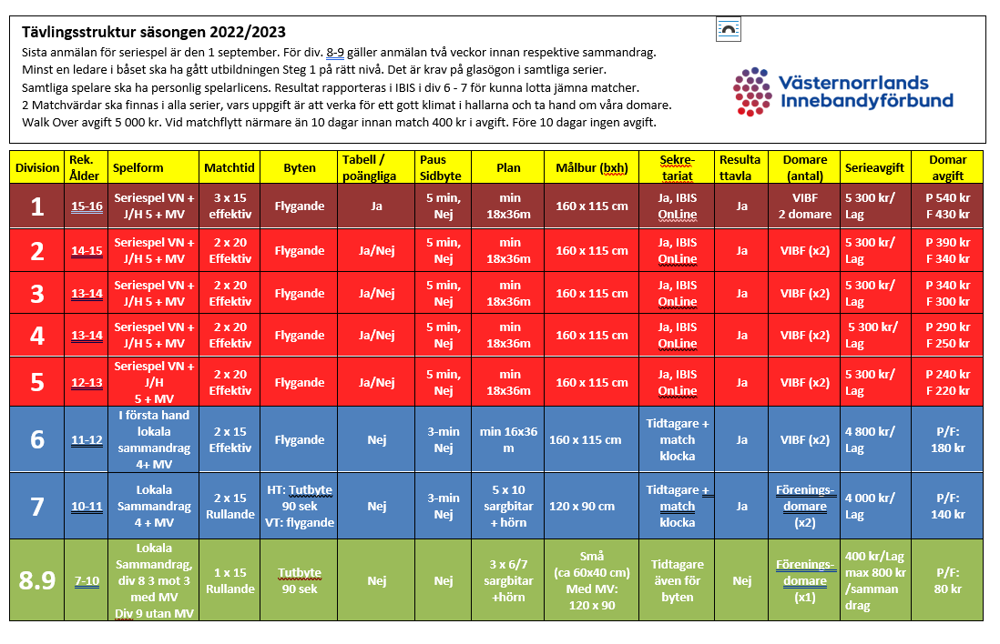 Tävlingsstruktur säsongen 2022/2023
Sista anmälan för seriespel är den 1 september. För div. 8-9 gäller anmälan två veckor innan respektive sammandrag.
Minst en ledare i båset ska ha gått utbildningen Steg 1 på rätt nivå. Det är krav på glasögon i samtliga serier.
Samtliga spelare ska ha personlig spelarlicens. Resultat rapporteras i IBIS i div 6 - 7 för kunna lotta jämna matcher.
2 Matchvärdar ska finnas i alla serier, vars uppgift är att verka för ett gott klimat i hallarna och ta hand om våra domare.
Walk Over avgift 5 000 kr. Vid matchflytt närmare än 10 dagar innan match 400 kr i avgift. Före 10 dagar ingen avgift.
Västernorrlands
Innebandyförbund
Division Rek. Ålder Spelform Matchtid Byten Tabell / poängliga Paus Sidbyte Plan Målbur (bxh) Sekre-tariat Resulta ttavla Domare (antal) Serieavgift Domar avgift
1 15-16 Seriespel VN + J/H 5 + MV 3 x 15 effektiv Flygande Ja 5 min, Nej min 18x36m 160 x 115 cm Ja, IBIS OnLine Ja VIBF 2 domare 5 300 kr/ Lag P 540 kr F 430 kr
2 14-15 Seriespel VN + J/H 5 + MV 2 x 20 Effektiv Flygande Ja/Nej 5 min, Nej min 18x36m 160 x 115 cm Ja, IBIS OnLine Ja VIBF (x2) 5 300 kr/ Lag P 390 kr F 340 kr
3 13-14 Seriespel VN + J/H 5 + MV 2 x 20 Effektiv Flygande Ja/Nej 5 min, Nej min 18x36m 160 x 115 cm Ja, IBIS OnLine Ja VIBF (x2) 5 300 kr/ Lag P 340 kr F 300 kr
4 13-14 Seriespel VN + J/H 5 + MV 2 x 20 Effektiv Flygande Ja/Nej 5 min, Nej min 18x36m 160 x 115 cm Ja, IBIS OnLine Ja VIBF (x2) 5 300 kr/ Lag P 290 kr F 250 kr
5 12-13 Seriespel VN + J/H 5 + MV 2 x 20 Effektiv Flygande Ja/Nej 5 min, Nej min 18x36m 160 x 115 cm Ja, IBIS OnLine Ja VIBF (x2) 5 300 kr/ Lag P 240 kr F 220 kr
6 11-12 I första hand lokala sammandrag 4+ MV 2 x 15 Effektiv Flygande Nej 3-min Nej min 16x36 m 160 x 115 cm Tidtagare + match klocka Ja VIBF (x2) 4 800 kr/ Lag P/F: 180 kr
7 10-11 Lokala Sammandrag 4 + MV 2 x 15 Rullande HT: Tutbyte 90 sek VT: flygande Nej 3-min Nej 5 x 10 sargbitar + hörn 120 x 90 cm Tidtagare + match klocka Ja Förenings-domare (x2) 4 000 kr/ Lag P/F: 140 kr
8.9 7-10 Lokala Sammandrag, div 8 3 mot 3 med MV Div 9 utan MV 1 x 15 Rullande Tutbyte 90 sek Nej Nej 3 x 6/7 sargbitar +hörn Små (ca 60x40 cm) Med MV: 120 x 90 Tidtagare även för byten Nej Förenings-domare (x1) 400 kr/Lag max 800 kr /samman drag P/F: 80 kr